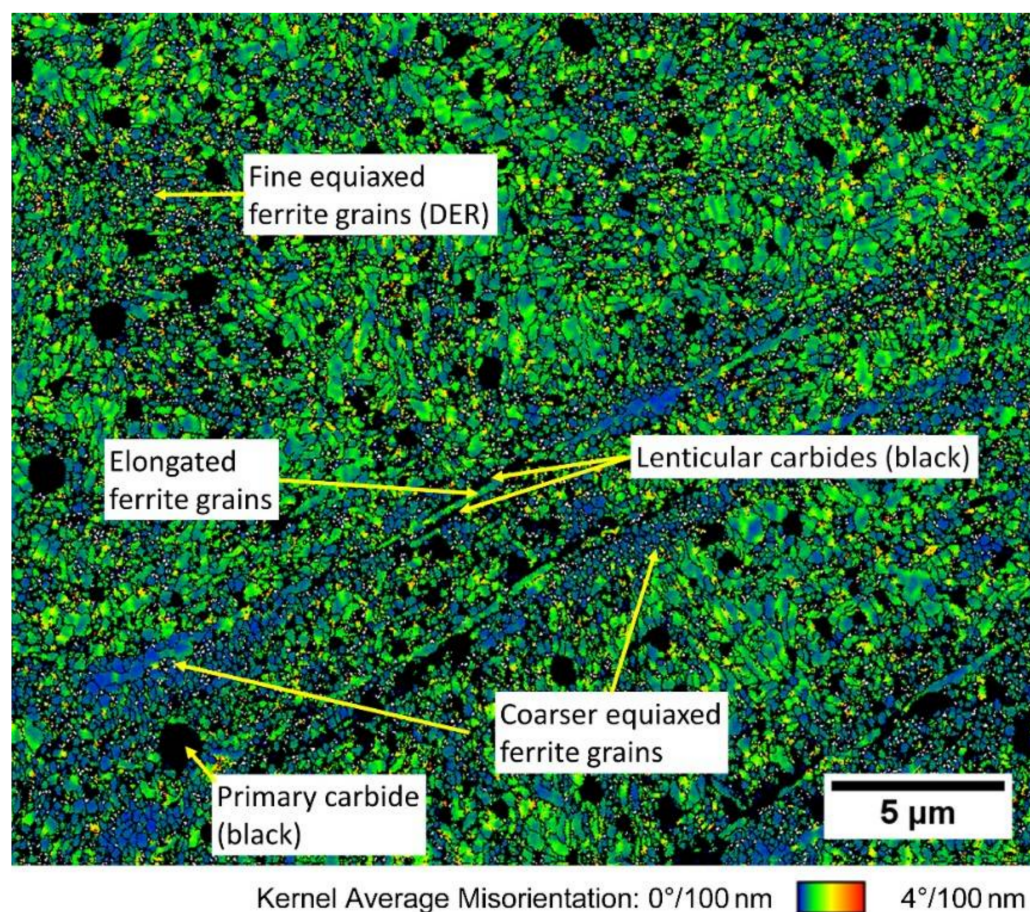 Fine equiaxed
ferrite grains (DER)
Elongated
ferrite grains
Lenticular carbides (black)
Coarser equiaxed
ferrite grains
Primary carbide
(black)
5 µm
Kernel Average Misorientation: 0°/100 nm 4°/100 nm